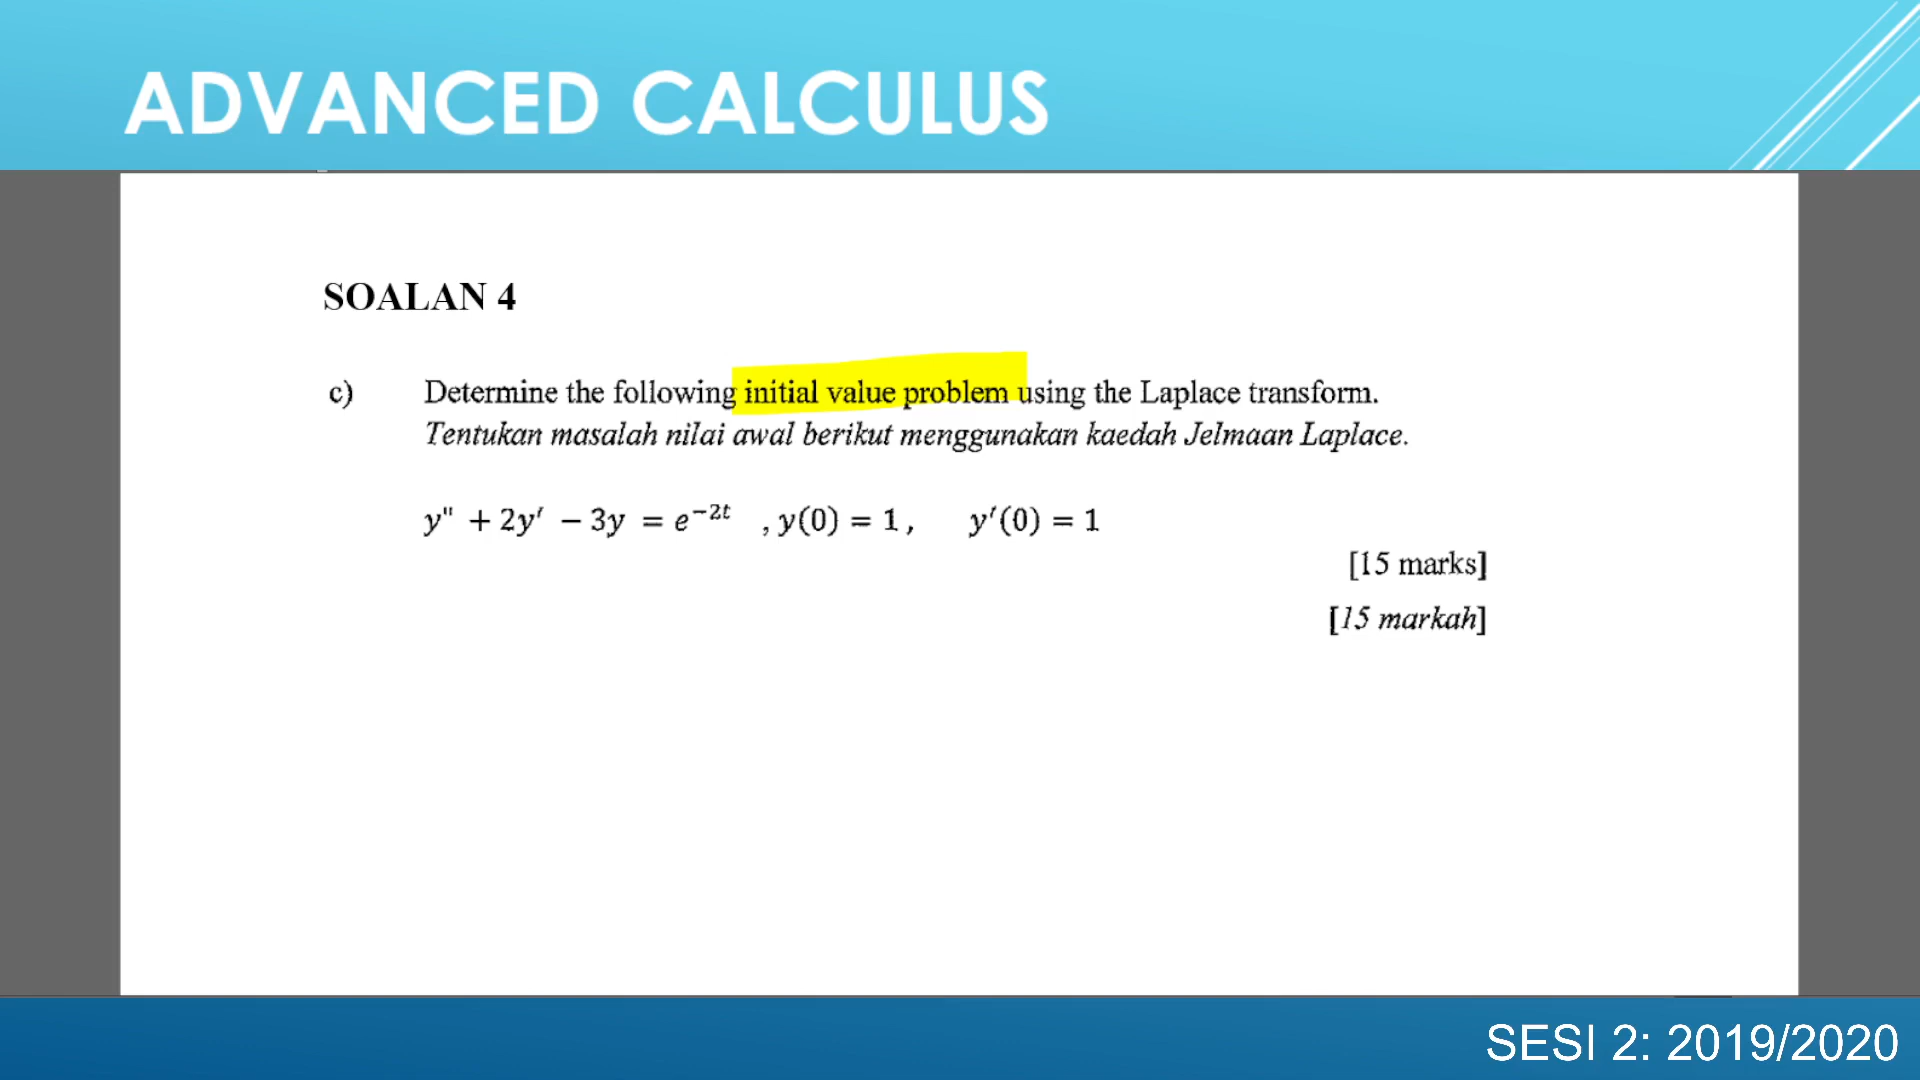 ADVANCED CALCULUS
SOALAN 4
c) Determine the following initial value problem using the Laplace transform.
Tentukan masalah nilai awal berikut menggunakan kaedah Jelmaan Laplace.
y" + 2y′ − 3y = e⁻²ᵗ , y(0) = 1 , y′(0) = 1
[15 marks]
[15 markah]
SESI 2: 2019/2020